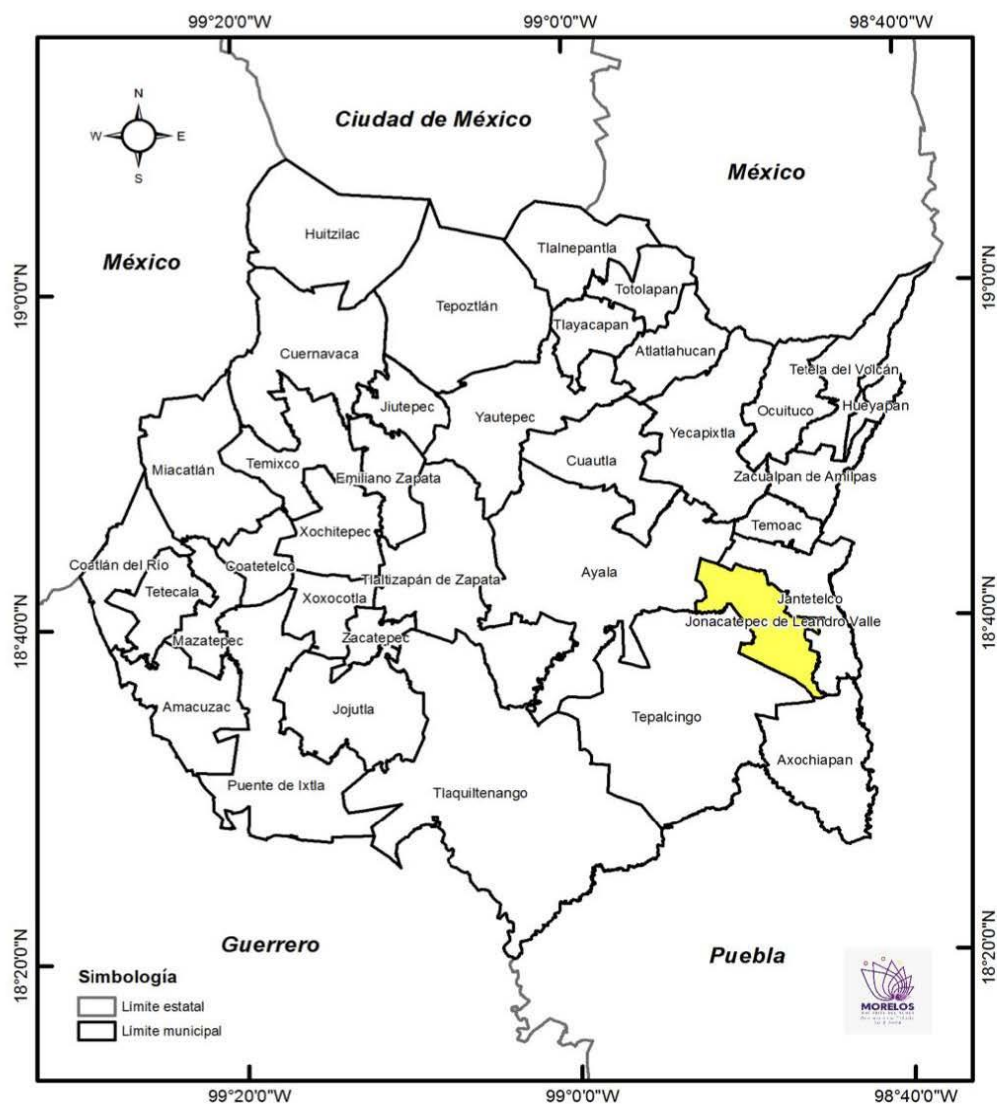 99°20'0"W
99°0'0"W
98°40'0"W
N
W
E
S
Ciudad de México
México
México
19°0'0"N
19°0'0"N
Huitzilac
Tlalnepantla
Totolapan
Tepoztlán
Tlayacapan
Atlatlahucan
Cuernavaca
Tetela del Volcán
Jiutepec
Hueyapan
Ocuituco
Yautepec
Yecapixtla
Cuautla
Temixco
Miacatlán
Emiliano Zapata
Zacualpan de Amilpas
Temoac
Xochitepec
Coatlán del Río
Coatetelco
Tlaltizapán de Zapata
Ayala
Tetecala
Xoxocotla
Jantetelco
Jonacatepec de Leandro Valle
18°40'0"N
18°40'0"N
Mazatepec
Zacatepec
Amacuzac
Jojutla
Tepalcingo
Axochiapan
Puente de Ixtla
Tlaquiltenango
Guerrero
Puebla
18°20'0"N
18°20'0"N
Simbología
Límite estatal
Límite municipal
MORELOS
99°20'0"W
99°0'0"W
98°40'0"W